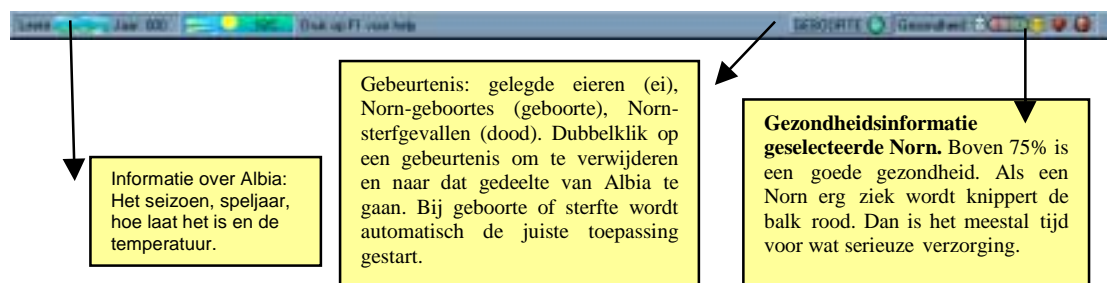 Lente Jaar 000 Druk op F1 voor help GEBOORTE Gezondheid
Gebeurtenis: gelegde eieren (ei),
Norn-geboortes (geboorte), Norn-
sterfgevallen (dood). Dubbelklik op
een gebeurtenis om te verwijderen
en naar dat gedeelte van Albia te
gaan. Bij geboorte of sterfte wordt
automatisch de juiste toepassing
gestart.
Gezondheidsinformatie
geselecteerde Norn. Boven 75% is
een goede gezondheid. Als een
Norn erg ziek wordt knippert de
balk rood. Dan is het meestal tijd
voor wat serieuze verzorging.
Informatie over Albia:
Het seizoen, speljaar,
hoe laat het is en de
temperatuur.